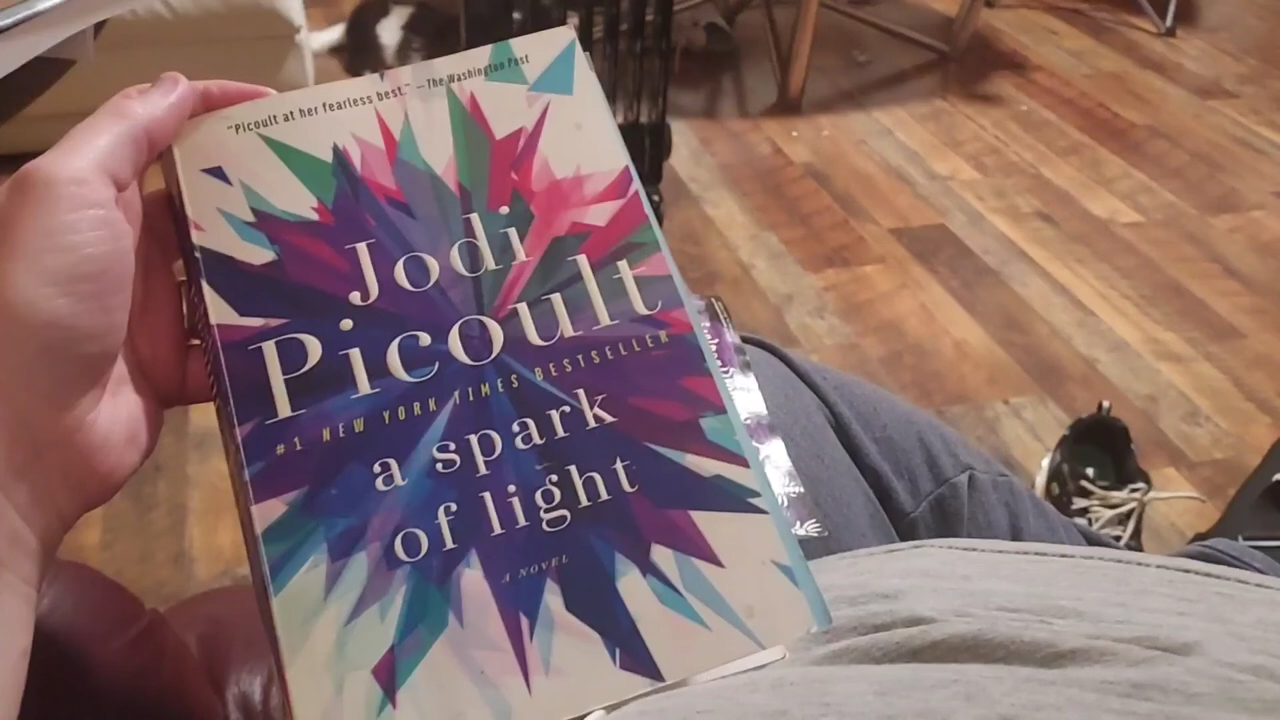 "Picoult at her fearless best." —The Washington Post
Jodi
Picoult
#1 NEW YORK TIMES BESTSELLER
a spark
of light
A NOVEL